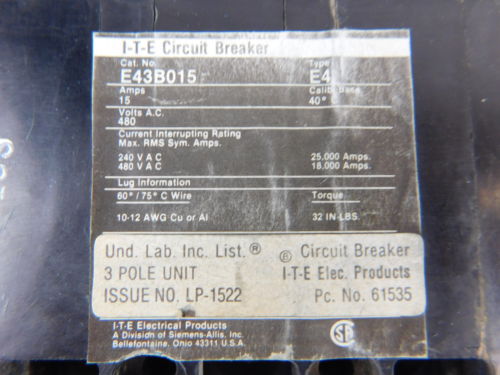 I-T-E Circuit Breaker
Cat. No. Type
E43B015 E4
Amps Calib. Base
15 40° C
Volts A.C.
480
Current Interrupting Rating
Max. RMS Sym. Amps.
240 V A C 25,000 Amps.
480 V A C 18,000 Amps.
Lug Information
60° / 75° C Wire Torque
10-12 AWG Cu or Al 32 IN-LBS.
Und. Lab. Inc. List.® ® Circuit Breaker
3 POLE UNIT I-T-E Elec. Products
ISSUE NO. LP-1522 Pc. No. 61535
I-T-E Electrical Products
A Division of Siemens-Allis, Inc.
Bellefontaine, Ohio 43311 U.S.A.